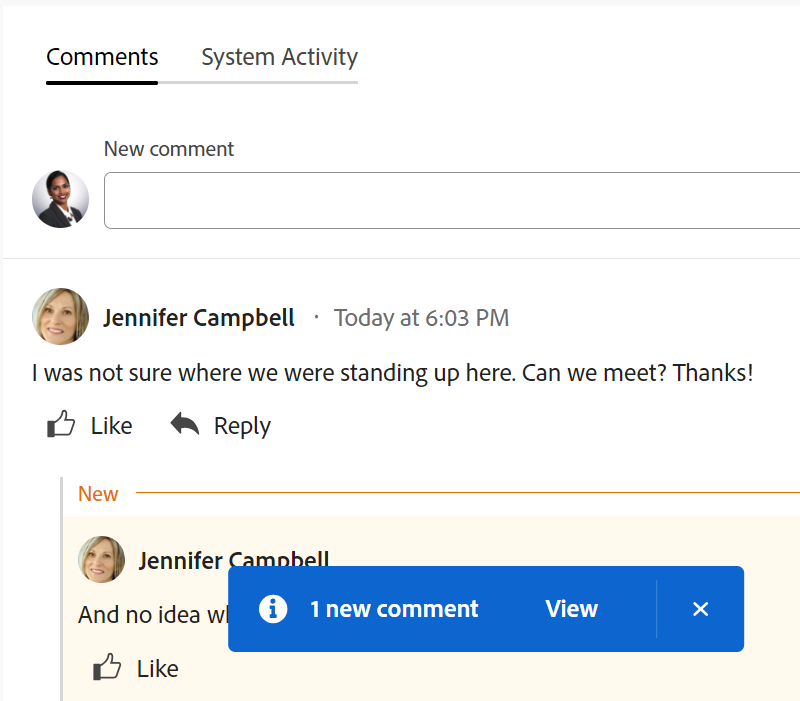 Comments System Activity
New comment
Jennifer Campbell · Today at 6:03 PM
I was not sure where we were standing up here. Can we meet? Thanks!
Like Reply
New
Jennifer Campbell
And no idea
1 new comment View
Like